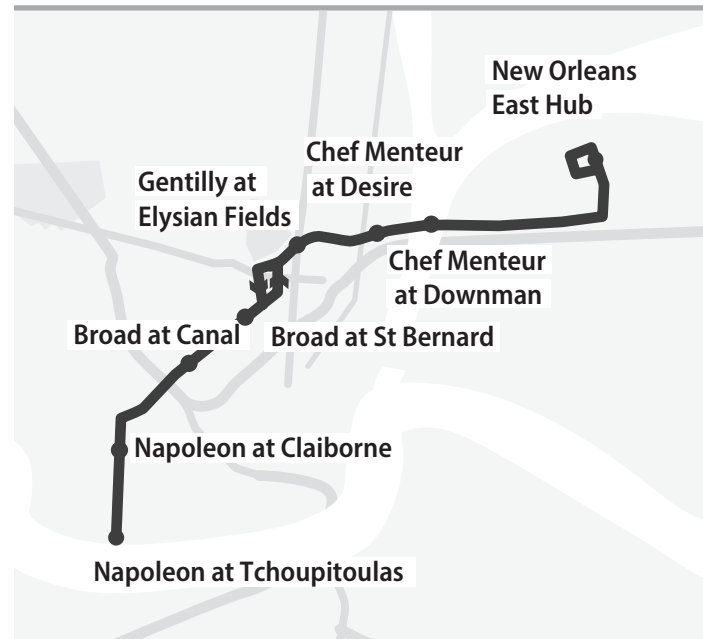 New Orleans
East Hub
Chef Menteur
at Desire
Gentilly at
Elysian Fields
Chef Menteur
at Downman
Broad at Canal
Broad at St Bernard
Napoleon at Claiborne
Napoleon at Tchoupitoulas